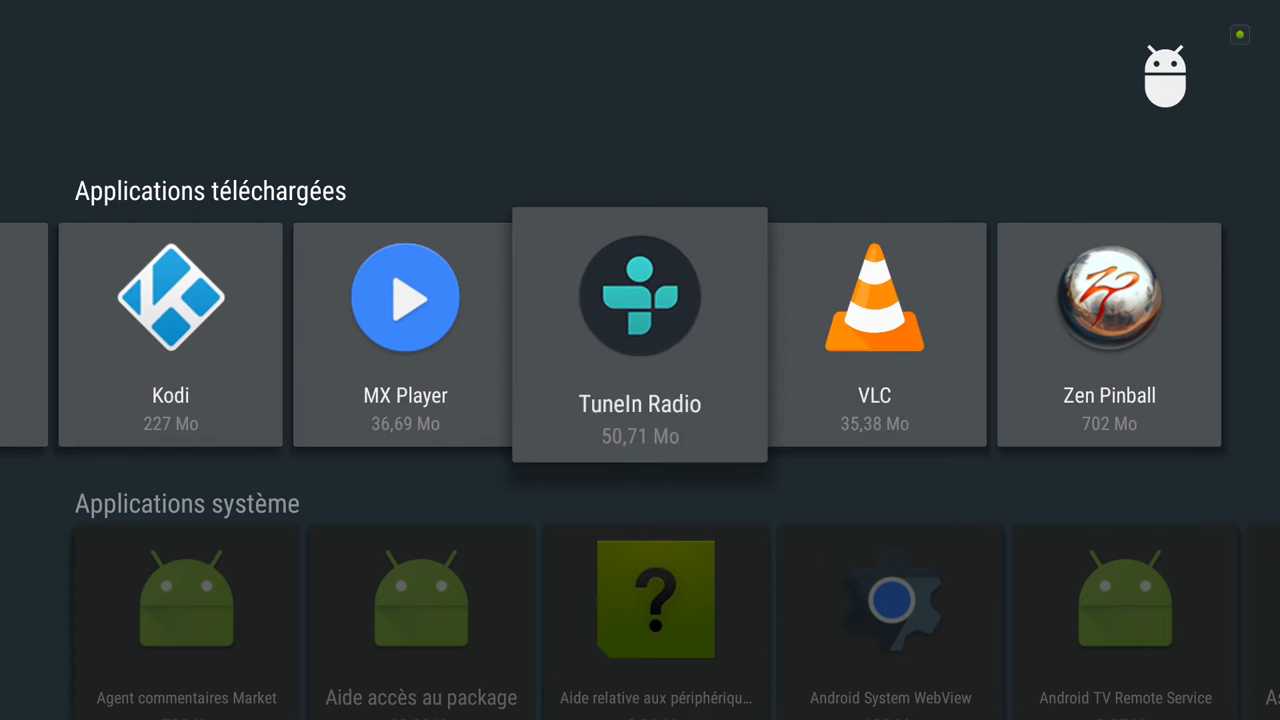 Applications téléchargées
Kodi
227 Mo
MX Player
36,69 Mo
TuneIn Radio
50,71 Mo
VLC
35,38 Mo
Zen Pinball
702 Mo
Applications système
Agent commentaires Market
Aide accès au package
Aide relative aux périphériqu...
Android System WebView
Android TV Remote Service